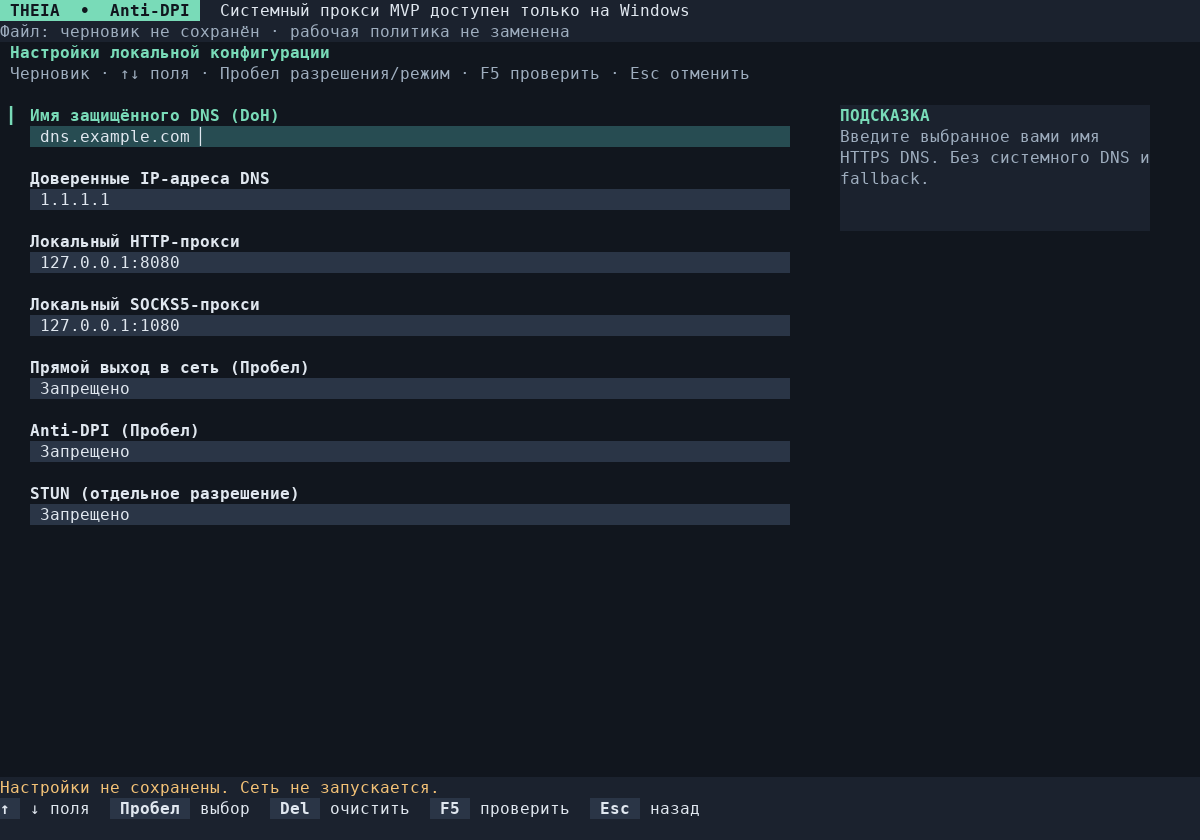 THEIA • Anti-DPI Системный прокси MVP доступен только на Windows
Файл: черновик не сохранён · рабочая политика не заменена
Настройки локальной конфигурации
Черновик · ↑↓ поля · Пробел разрешения/режим · F5 проверить · Esc отменить
Имя защищённого DNS (DoH)
dns.example.com
Доверенные IP-адреса DNS
1.1.1.1
Локальный HTTP-прокси
127.0.0.1:8080
Локальный SOCKS5-прокси
127.0.0.1:1080
Прямой выход в сеть (Пробел)
Запрещено
Anti-DPI (Пробел)
Запрещено
STUN (отдельное разрешение)
Запрещено
ПОДСКАЗКА
Введите выбранное вами имя
HTTPS DNS. Без системного DNS и
fallback.
Настройки не сохранены. Сеть не запускается.
↑ ↓ поля Пробел выбор Del очистить F5 проверить Esc назад